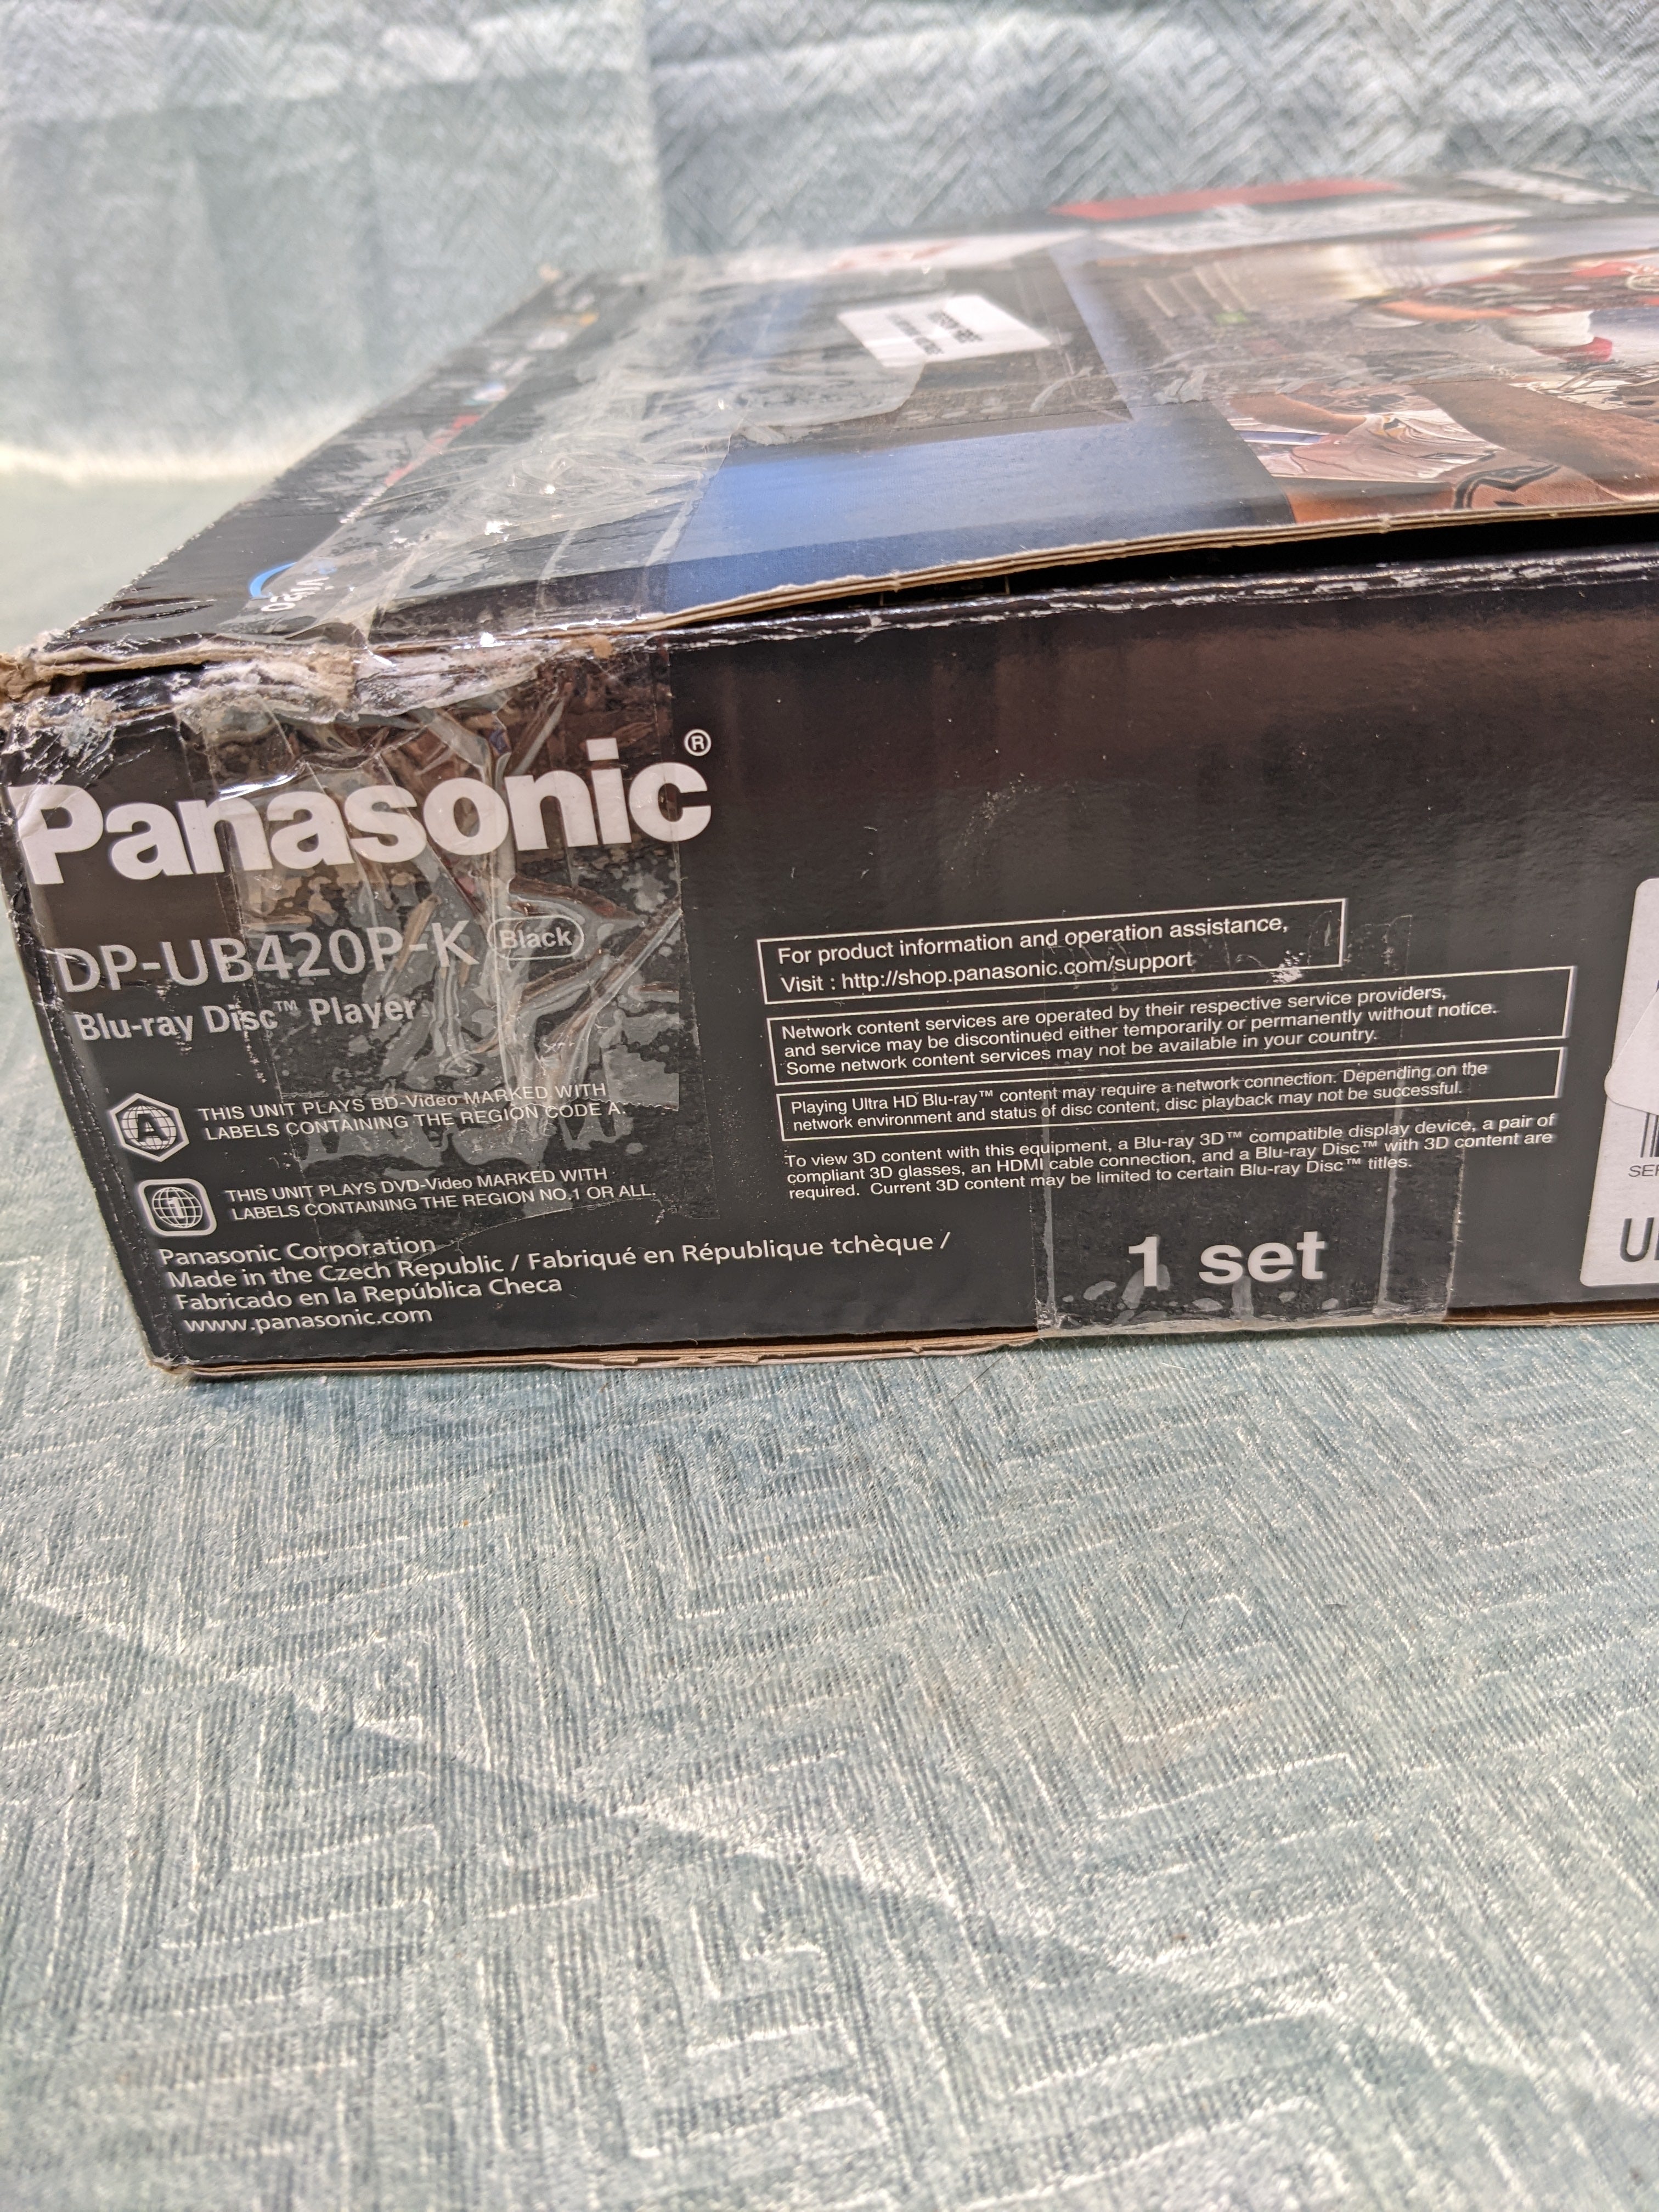 Panasonic®
DP-UB420P-K Black
Blu-ray Disc™ Player
A
THIS UNIT PLAYS BD-Video MARKED WITH
LABELS CONTAINING THE REGION CODE A.
1
THIS UNIT PLAYS DVD-Video MARKED WITH
LABELS CONTAINING THE REGION NO.1 OR ALL.
Panasonic Corporation
Made in the Czech Republic / Fabriqué en République tchèque /
Fabricado en la República Checa
www.panasonic.com
For product information and operation assistance,
Visit : http://shop.panasonic.com/support
Network content services are operated by their respective service providers,
and service may be discontinued either temporarily or permanently without notice.
Some network content services may not be available in your country.
Playing Ultra HD Blu-ray™ content may require a network connection. Depending on the
network environment and status of disc content, disc playback may not be successful.
To view 3D content with this equipment, a Blu-ray 3D™ compatible display device, a pair of
compliant 3D glasses, an HDMI cable connection, and a Blu-ray Disc™ with 3D content are
required. Current 3D content may be limited to certain Blu-ray Disc™ titles.
1 set